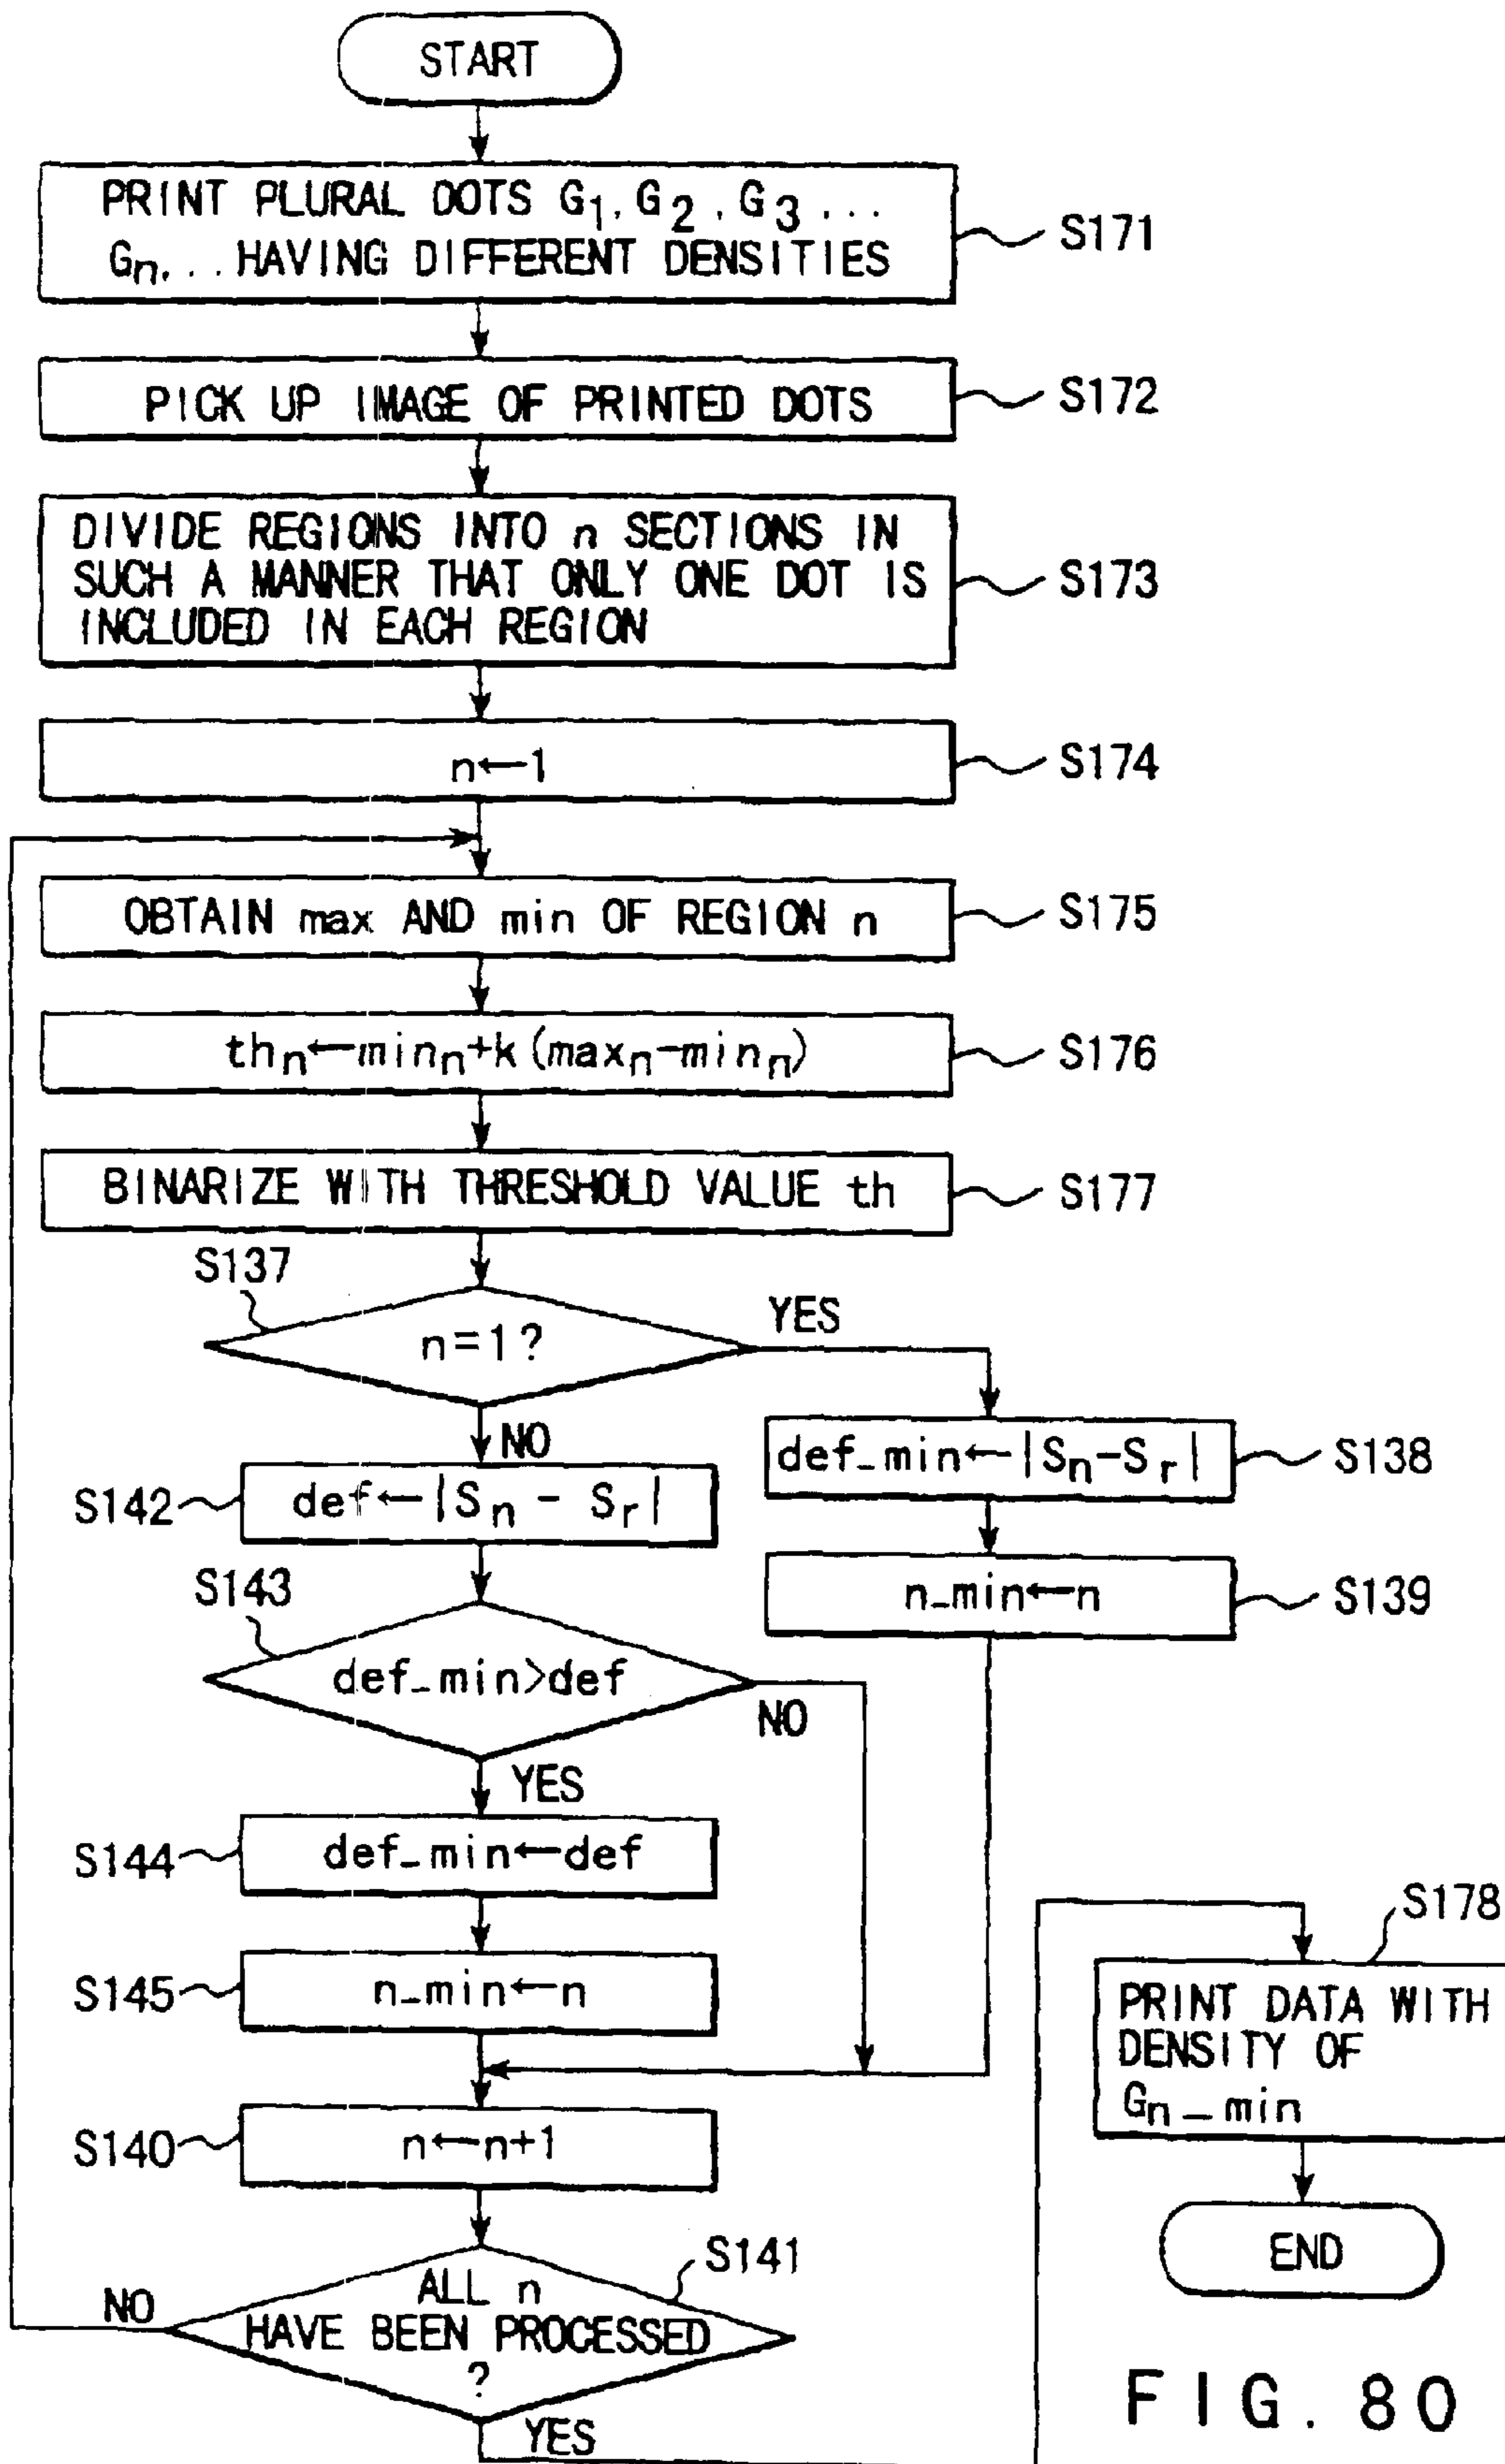 START
PRINT PLURAL DOTS G1, G2, G3 ...
Gn, ... HAVING DIFFERENT DENSITIES
S171
PICK UP IMAGE OF PRINTED DOTS
S172
DIVIDE REGIONS INTO n SECTIONS IN
SUCH A MANNER THAT ONLY ONE DOT IS
INCLUDED IN EACH REGION
S173
n←1
S174
OBTAIN max AND min OF REGION n
S175
thn←minn+k(maxn-minn)
S176
BINARIZE WITH THRESHOLD VALUE th
S177
S137
n=1?
YES
NO
def_min←|Sn-Sr|
S138
S142
def←|Sn - Sr|
n_min←n
S139
S143
def_min>def
NO
YES
S144
def_min←def
S145
n_min←n
S140
n←n+1
S141
ALL n
HAVE BEEN PROCESSED
?
NO
YES
S178
PRINT DATA WITH
DENSITY OF
Gn_min
END
FIG. 80